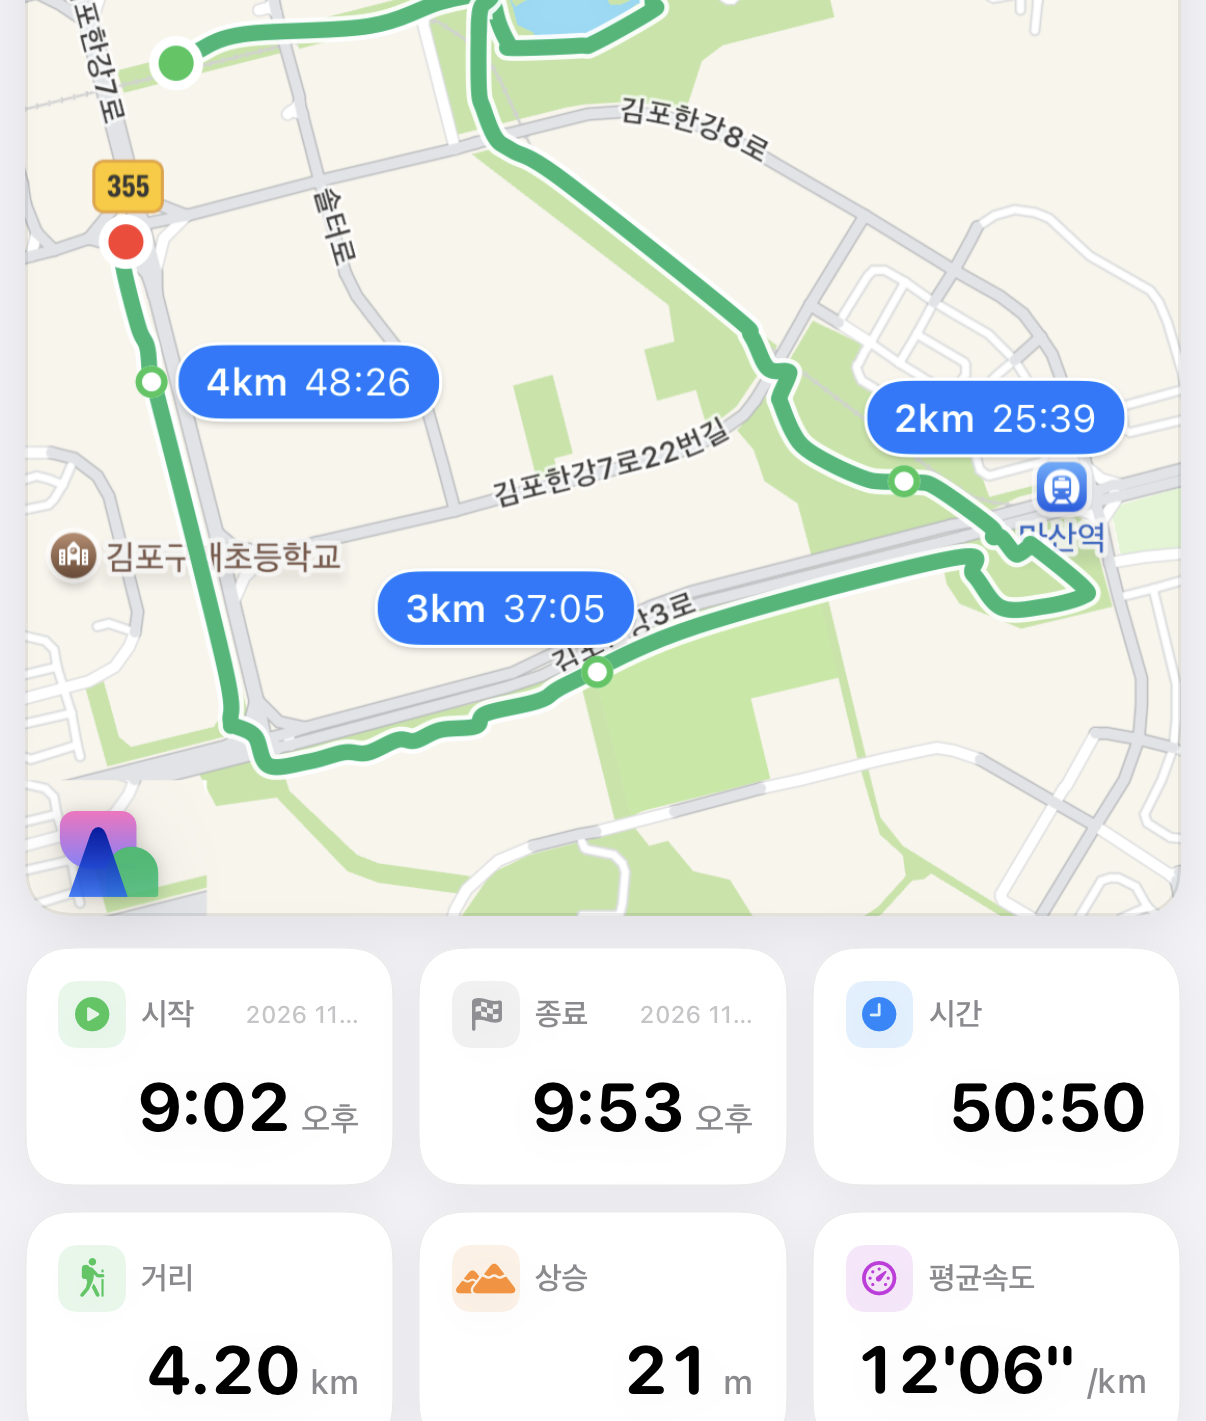 김포한강7로
김포한강8로
355
솔터로
4km 48:26
2km 25:39
김포한강7로22번길
마산역
김포구래초등학교
3km 37:05
시작 2026 11...
9:02 오후
종료 2026 11...
9:53 오후
시간
50:50
거리
4.20 km
상승
21 m
평균속도
12'06" /km